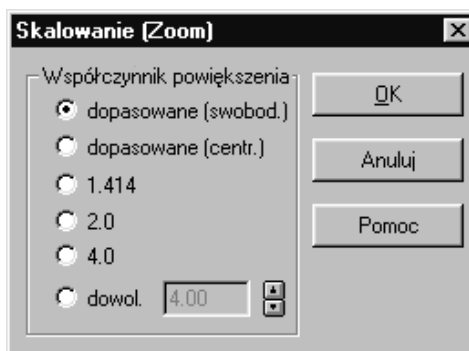 Skalowanie (Zoom)
Współczynnik powiększenia
dopasowane (swobod.)
dopasowane (centr.)
1.414
2.0
4.0
dowol. 4.00
OK
Anuluj
Pomoc